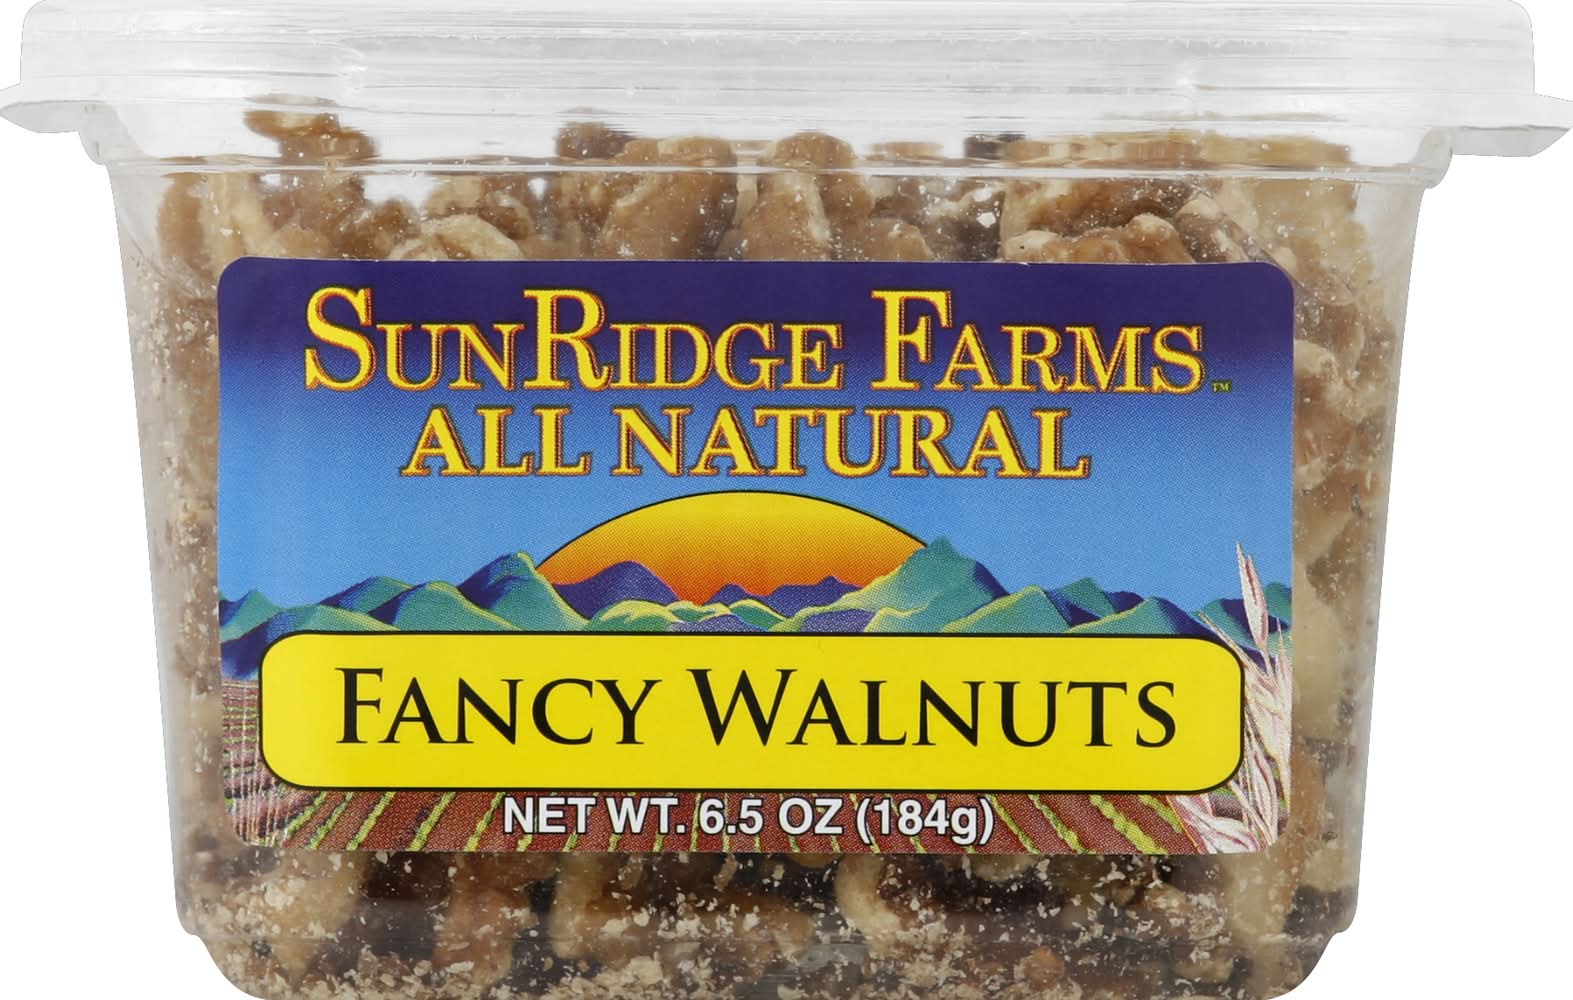 SUNRIDGE FARMS™
ALL NATURAL
FANCY WALNUTS
NET WT. 6.5 OZ (184g)